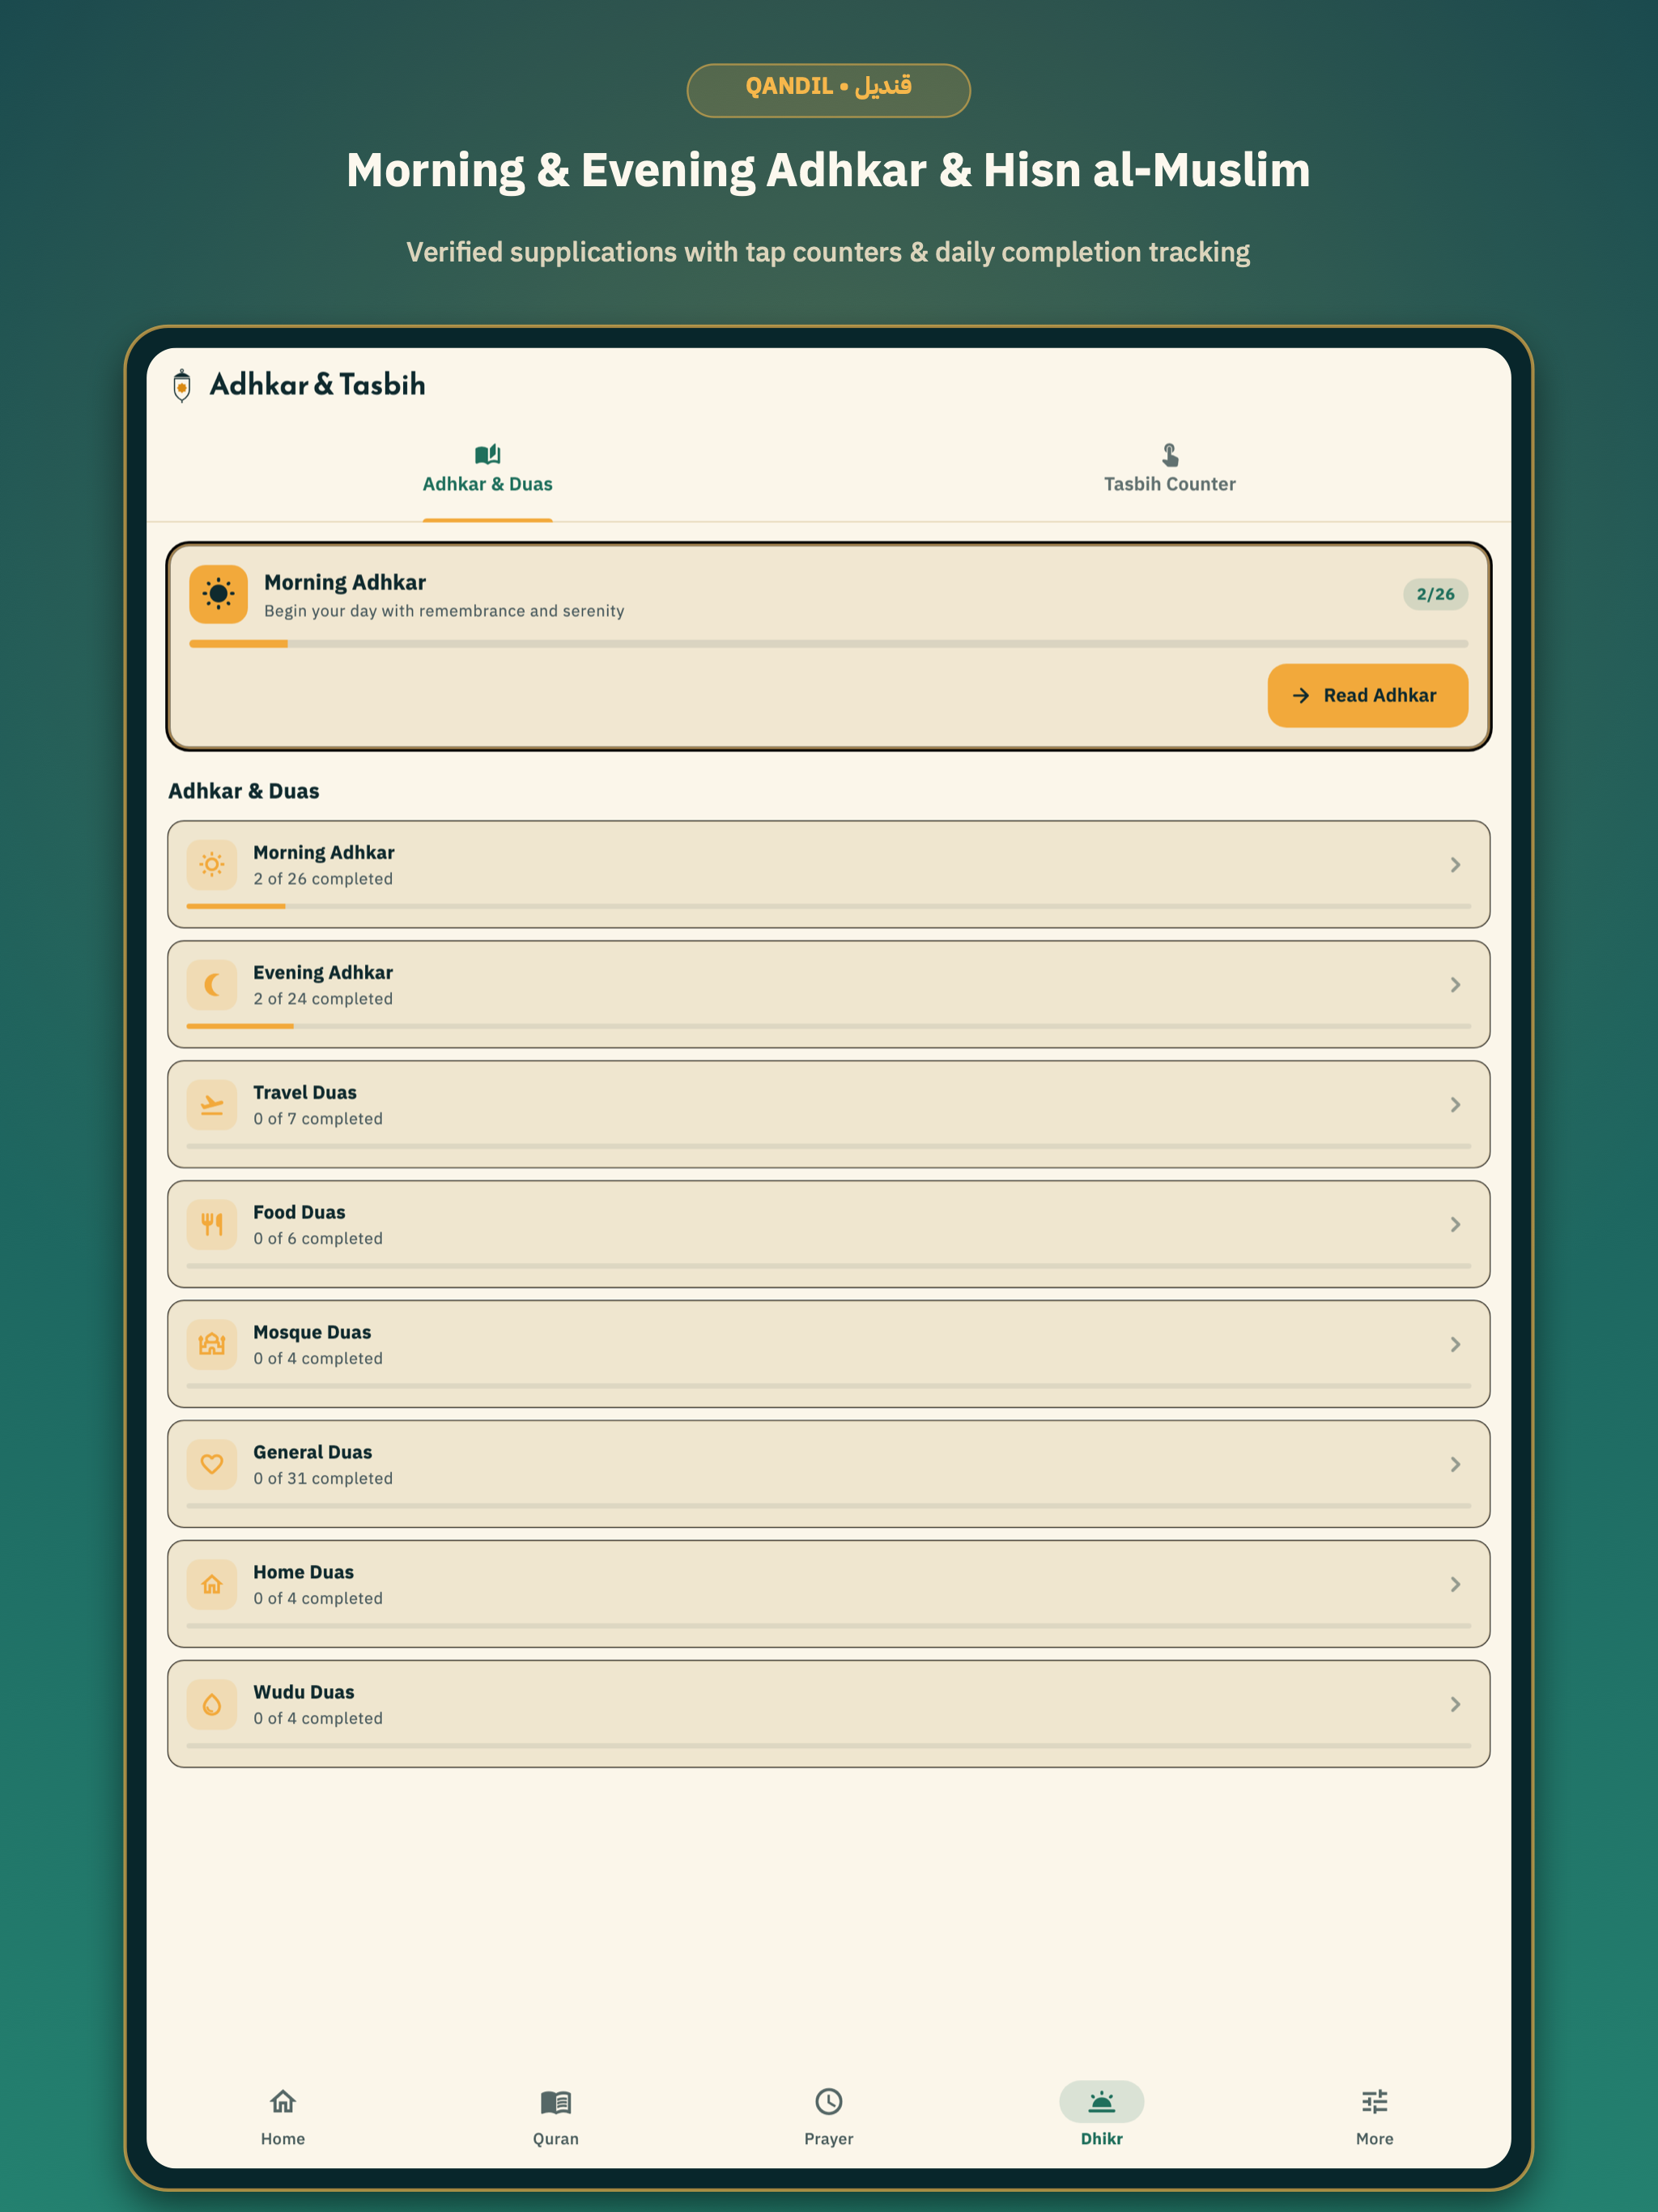 QANDIL • قنديل
Morning & Evening Adhkar & Hisn al-Muslim
Verified supplications with tap counters & daily completion tracking
Adhkar & Tasbih
Adhkar & Duas
Tasbih Counter
Morning Adhkar
Begin your day with remembrance and serenity
2/26
Read Adhkar
Adhkar & Duas
Morning Adhkar
2 of 26 completed
Evening Adhkar
2 of 24 completed
Travel Duas
0 of 7 completed
Food Duas
0 of 6 completed
Mosque Duas
0 of 4 completed
General Duas
0 of 31 completed
Home Duas
0 of 4 completed
Wudu Duas
0 of 4 completed
Home
Quran
Prayer
Dhikr
More